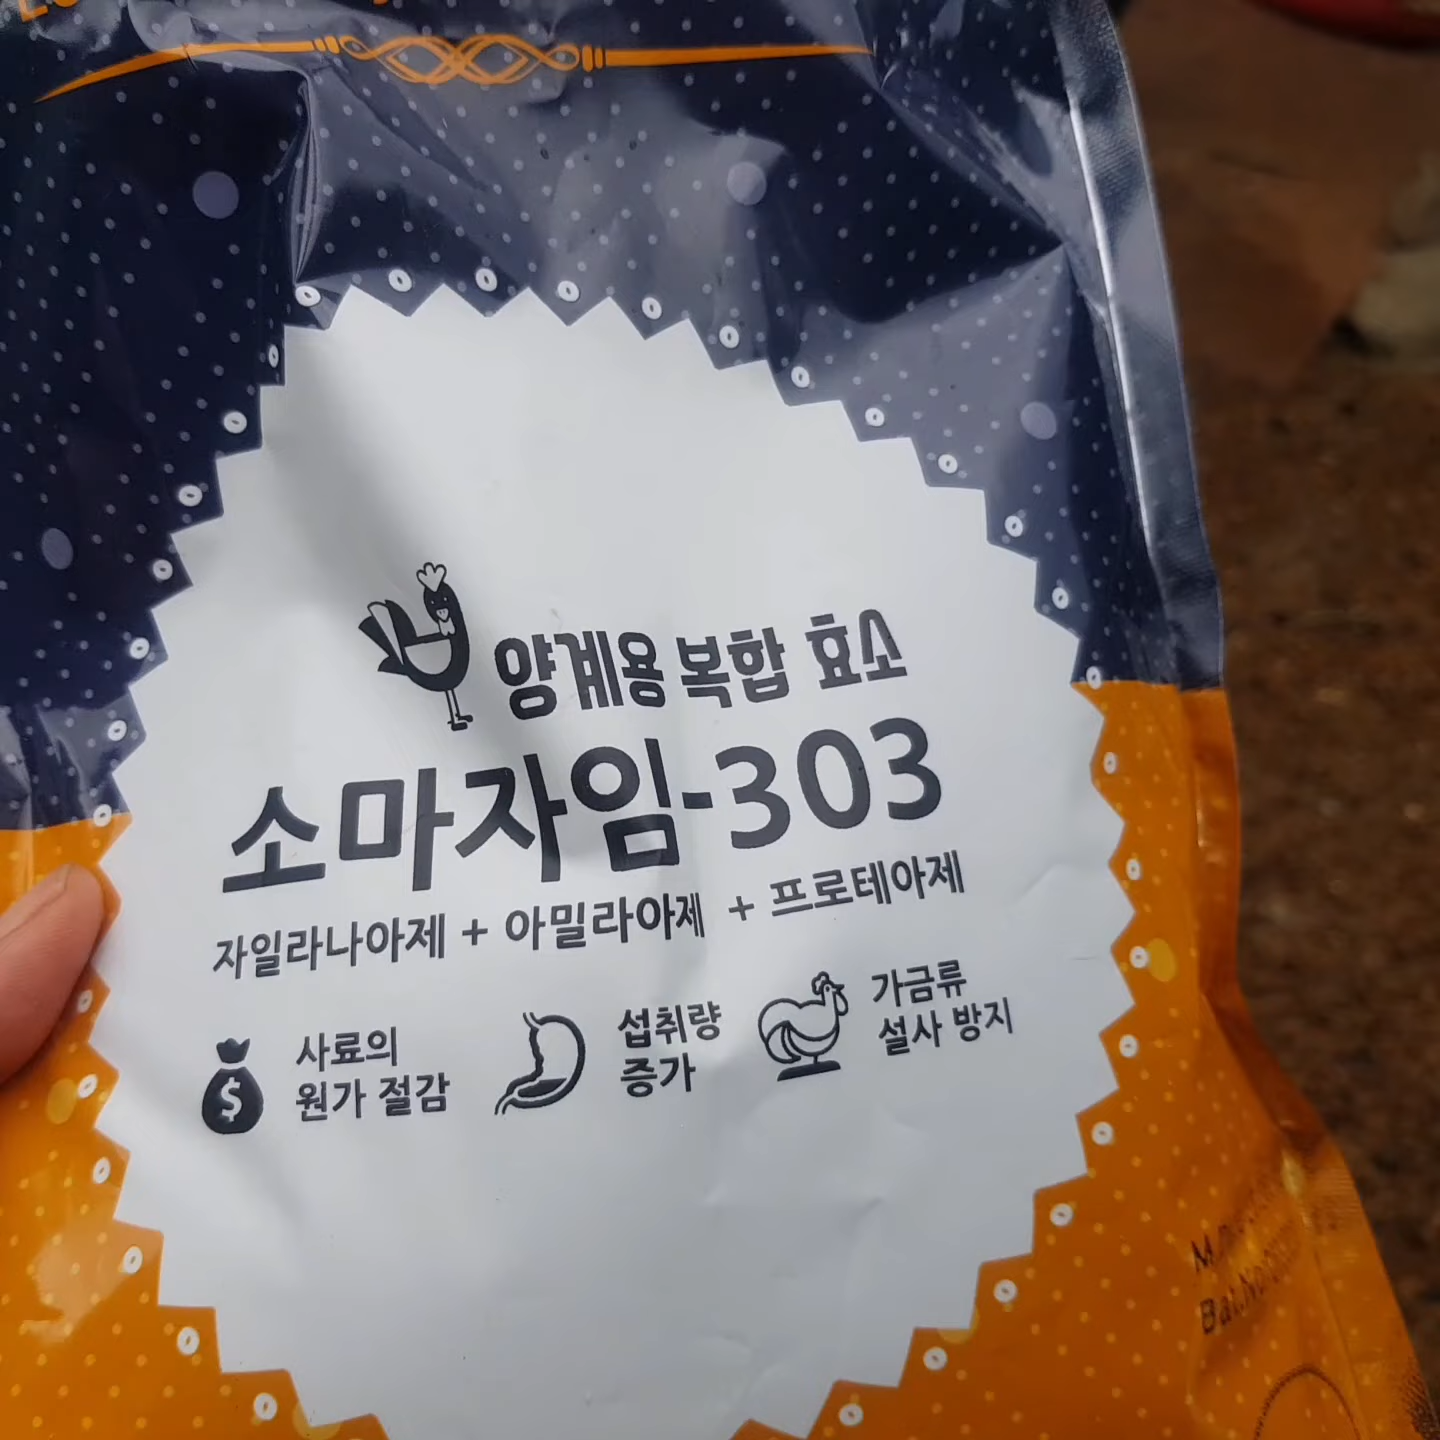 양계용 복합 효소
소마자임-303
자일라나아제 + 아밀라아제 + 프로테아제
사료의
원가 절감
섭취량
증가
가금류
설사 방지
Bat.No